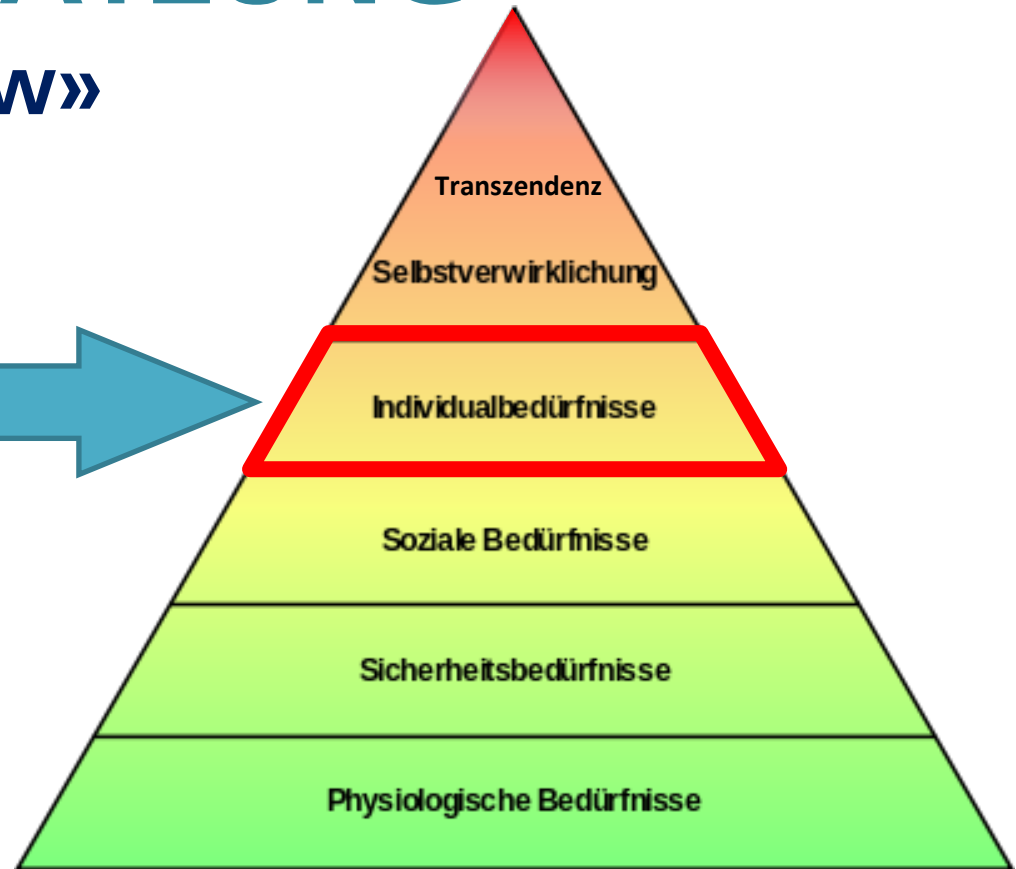 w»
Transzendenz
Selbstverwirklichung
Individualbedürfnisse
Soziale Bedürfnisse
Sicherheitsbedürfnisse
Physiologische Bedürfnisse